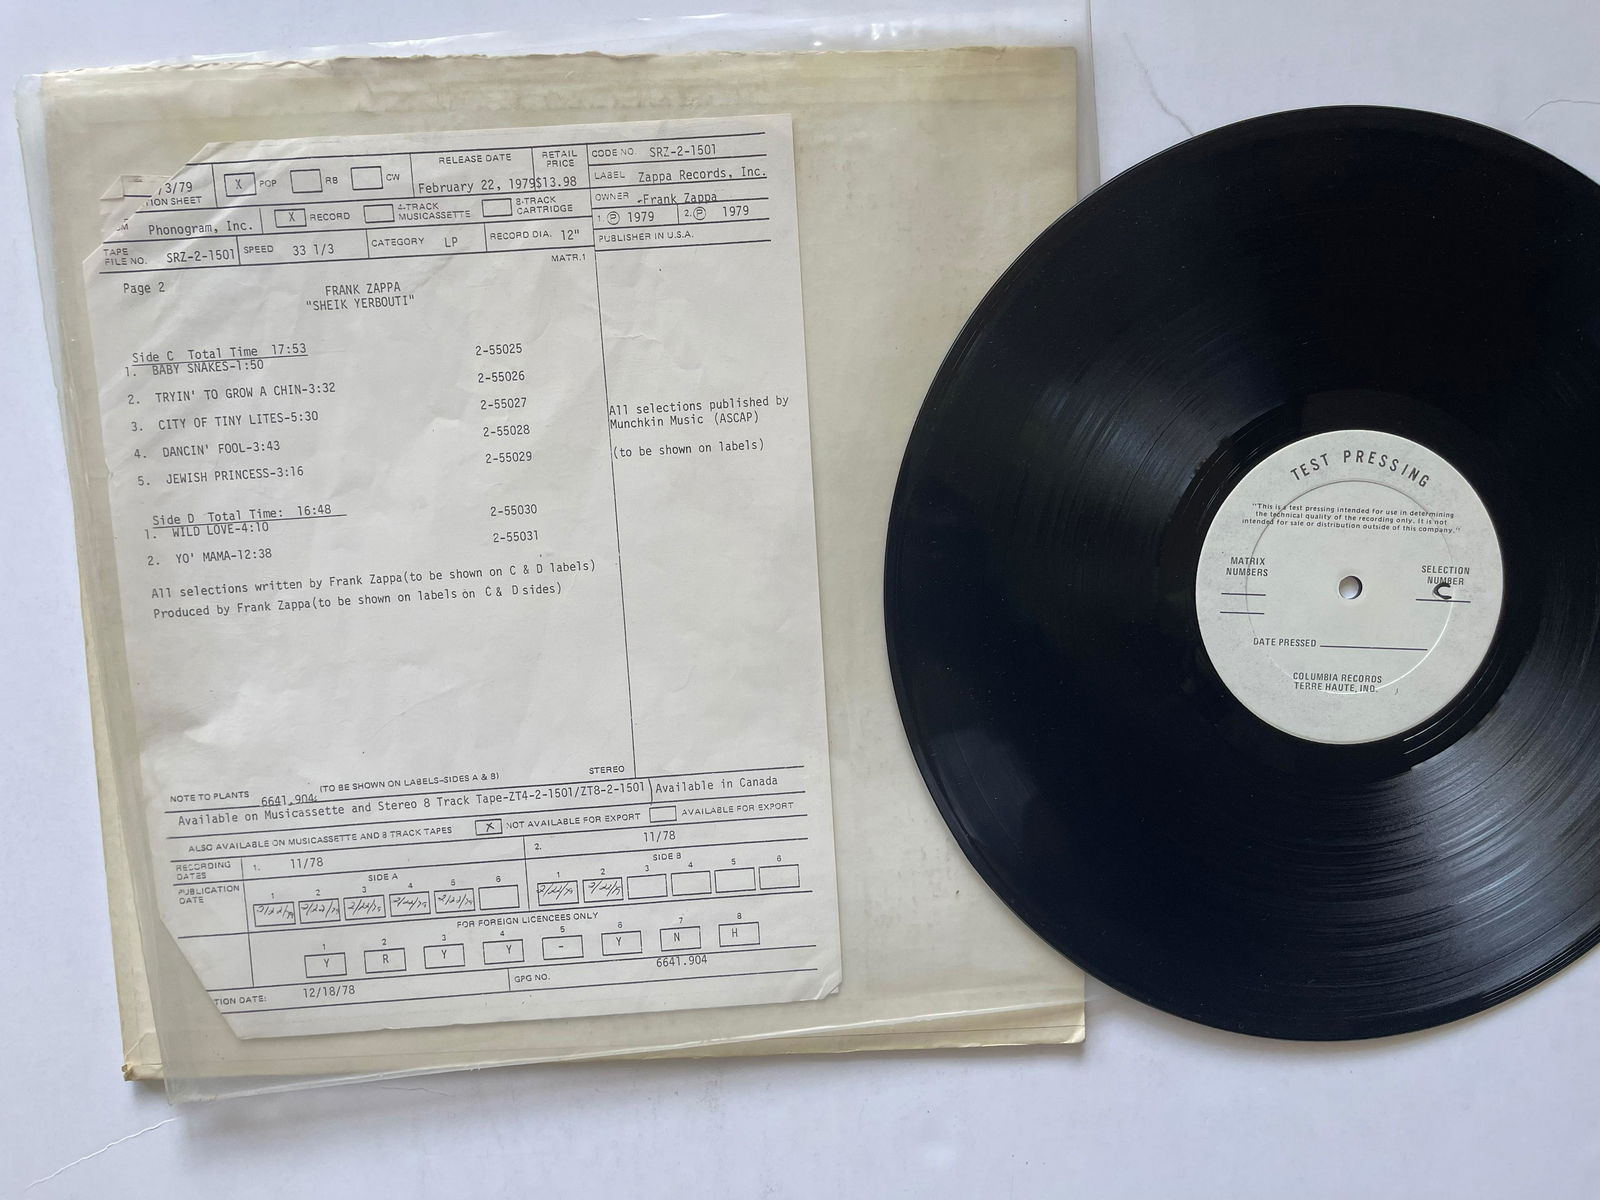 /3/79
X POP RB CW
RELEASE DATE
February 22, 1979
RETAIL PRICE
$13.98
CODE NO. SRZ-2-1501
LABEL Zappa Records, Inc.
OWNER -Frank Zappa
1. Ⓟ 1979 2. Ⓟ 1979
PUBLISHER IN U.S.A.
TION SHEET
Phonogram, Inc.
X RECORD
4-TRACK MUSICASSETTE
8-TRACK CARTRIDGE
TAPE FILE NO. SRZ-2-1501
SPEED 33 1/3
CATEGORY LP
RECORD DIA. 12"
MATR.1
Page 2
FRANK ZAPPA
"SHEIK YERBOUTI"
Side C Total Time 17:53
1. BABY SNAKES-1:50 2-55025
2. TRYIN' TO GROW A CHIN-3:32 2-55026
3. CITY OF TINY LITES-5:30 2-55027
4. DANCIN' FOOL-3:43 2-55028
5. JEWISH PRINCESS-3:16 2-55029
Side D Total Time: 16:48
1. WILD LOVE-4:10 2-55030
2. YO' MAMA-12:38 2-55031
All selections written by Frank Zappa(to be shown on C & D labels)
Produced by Frank Zappa(to be shown on labels on C & D sides)
All selections published by
Munchkin Music (ASCAP)
(to be shown on labels)
STEREO
NOTE TO PLANTS 6641.904 (TO BE SHOWN ON LABELS-SIDES A & B)
Available on Musicassette and Stereo 8 Track Tape-ZT4-2-1501/ZT8-2-1501 Available in Canada
ALSO AVAILABLE ON MUSICASSETTE AND 8 TRACK TAPES X NOT AVAILABLE FOR EXPORT AVAILABLE FOR EXPORT
RECORDING DATES 1. 11/78 2. 11/78
PUBLICATION DATE
SIDE A
1 2 3 4 5 6
SIDE B
1 2 3 4 5 6
FOR FOREIGN LICENCEES ONLY
1 2 3 4 5 6 7 8
Y R Y Y - Y N H
6641.904
TION DATE: 12/18/78
GPG NO.
TEST PRESSING
"This is a test pressing intended for use in determining
the technical quality of the recording only. It is not
intended for sale or distribution outside of this company."
MATRIX NUMBERS
SELECTION NUMBER
C
DATE PRESSED
COLUMBIA RECORDS
TERRE HAUTE, IND.